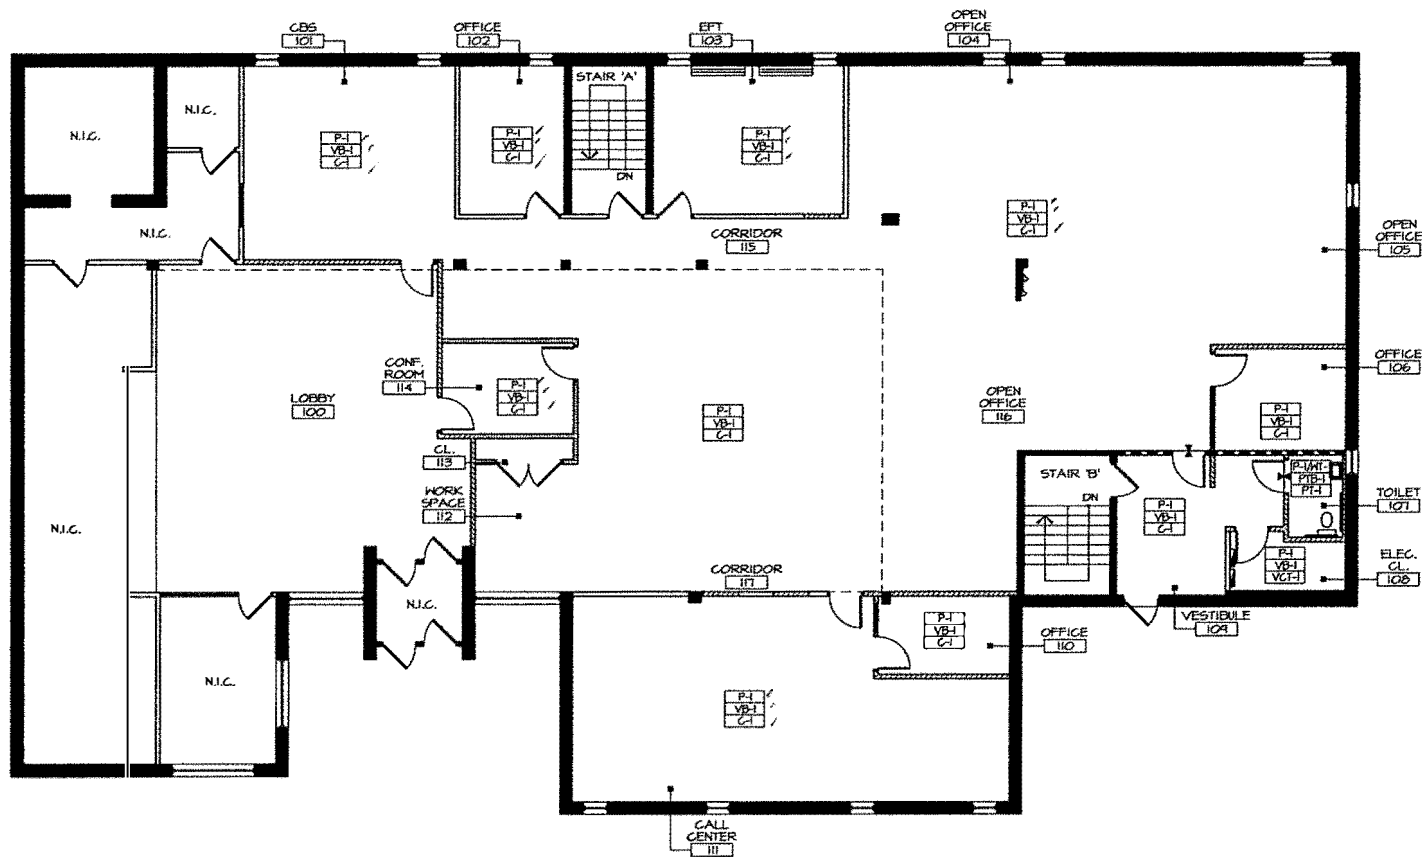 CBS
101
OFFICE
102
EFT
103
OPEN
OFFICE
104
STAIR 'A'
DN
N.I.C.
N.I.C.
P-1
VB-1
C-1
P-1
VB-1
C-1
P-1
VB-1
C-1
P-1
VB-1
C-1
N.I.C.
CORRIDOR
115
OPEN
OFFICE
105
CONF.
ROOM
114
P-1
VB-1
C-1
LOBBY
100
P-1
VB-1
C-1
OPEN
OFFICE
116
OFFICE
106
P-1
VB-1
C-1
CL.
113
WORK
SPACE
112
STAIR 'B'
DN
P-1/WT-
PTB-1
PT-1
TOILET
107
P-1
VB-1
C-1
N.I.C.
CORRIDOR
117
P-1
VB-1
VCT-1
ELEC.
CL.
108
N.I.C.
P-1
VB-1
C-1
VESTIBULE
109
OFFICE
110
N.I.C.
P-1
VB-1
C-1
CALL
CENTER
111